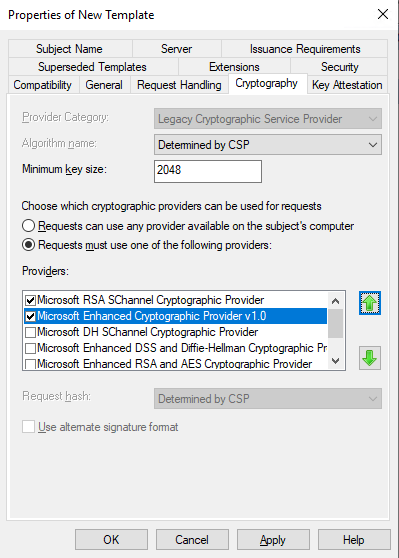 Properties of New Template
Subject Name
Server
Issuance Requirements
Superseded Templates
Extensions
Security
Compatibility
General
Request Handling
Cryptography
Key Attestation
Provider Category:
Legacy Cryptographic Service Provider
Algorithm name:
Determined by CSP
Minimum key size:
2048
Choose which cryptographic providers can be used for requests
Requests can use any provider available on the subject's computer
Requests must use one of the following providers:
Providers:
Microsoft RSA SChannel Cryptographic Provider
Microsoft Enhanced Cryptographic Provider v1.0
Microsoft DH SChannel Cryptographic Provider
Microsoft Enhanced DSS and Diffie-Hellman Cryptographic Pr
Microsoft Enhanced RSA and AES Cryptographic Provider
Request hash:
Determined by CSP
Use alternate signature format
OK
Cancel
Apply
Help